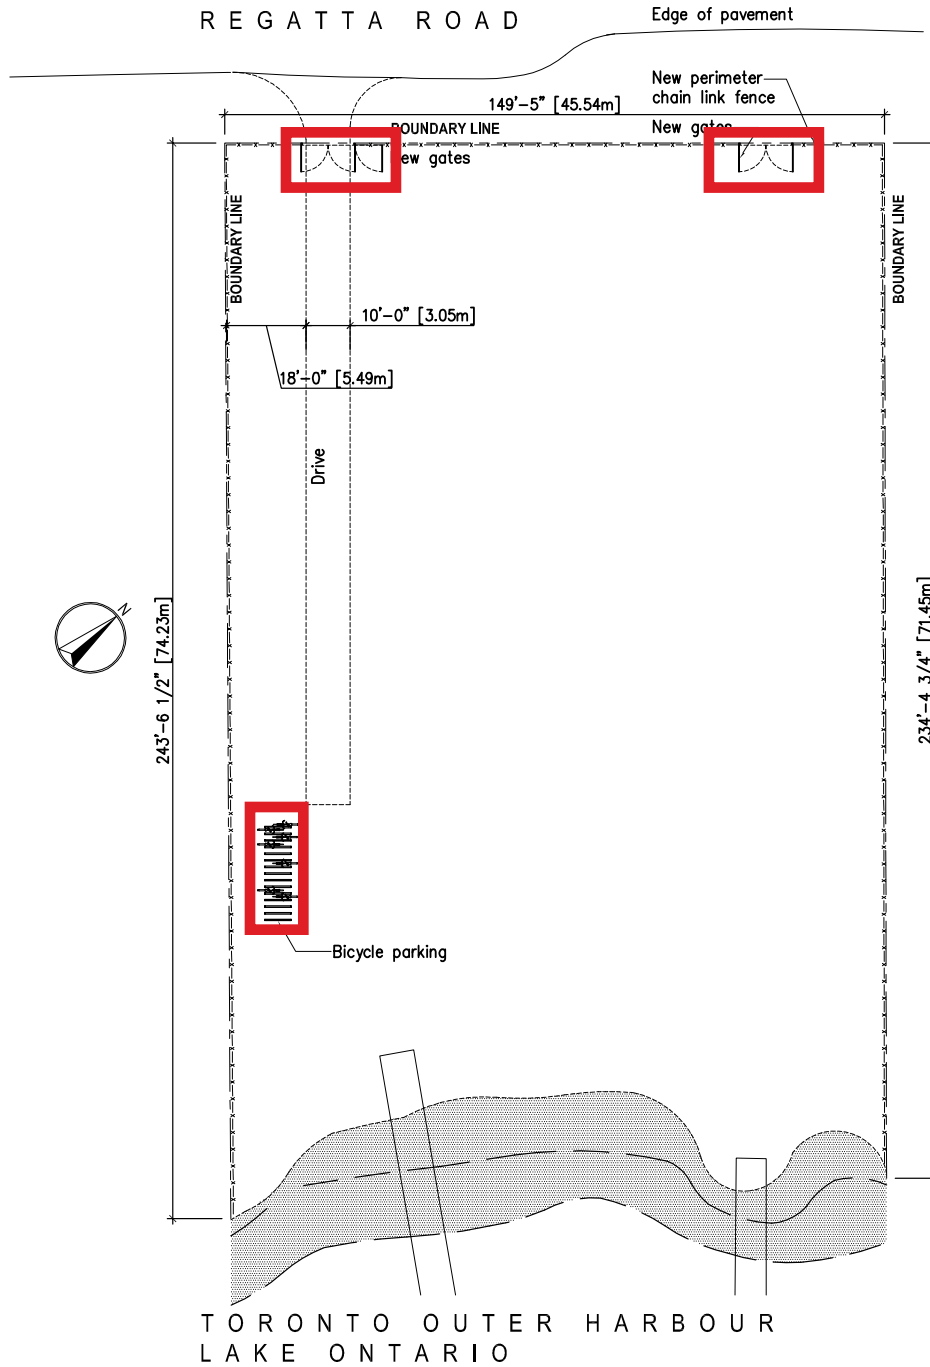 REGATTA ROAD
Edge of pavement
New perimeter
chain link fence
149'-5" [45.54m]
BOUNDARY LINE
New gates
New gates
BOUNDARY LINE
BOUNDARY LINE
10'-0" [3.05m]
18'-0" [5.49m]
Drive
N
243'-6 1/2" [74.23m]
234'-4 3/4" [71.45m]
Bicycle parking
TORONTO OUTER HARBOUR
LAKE ONTARIO